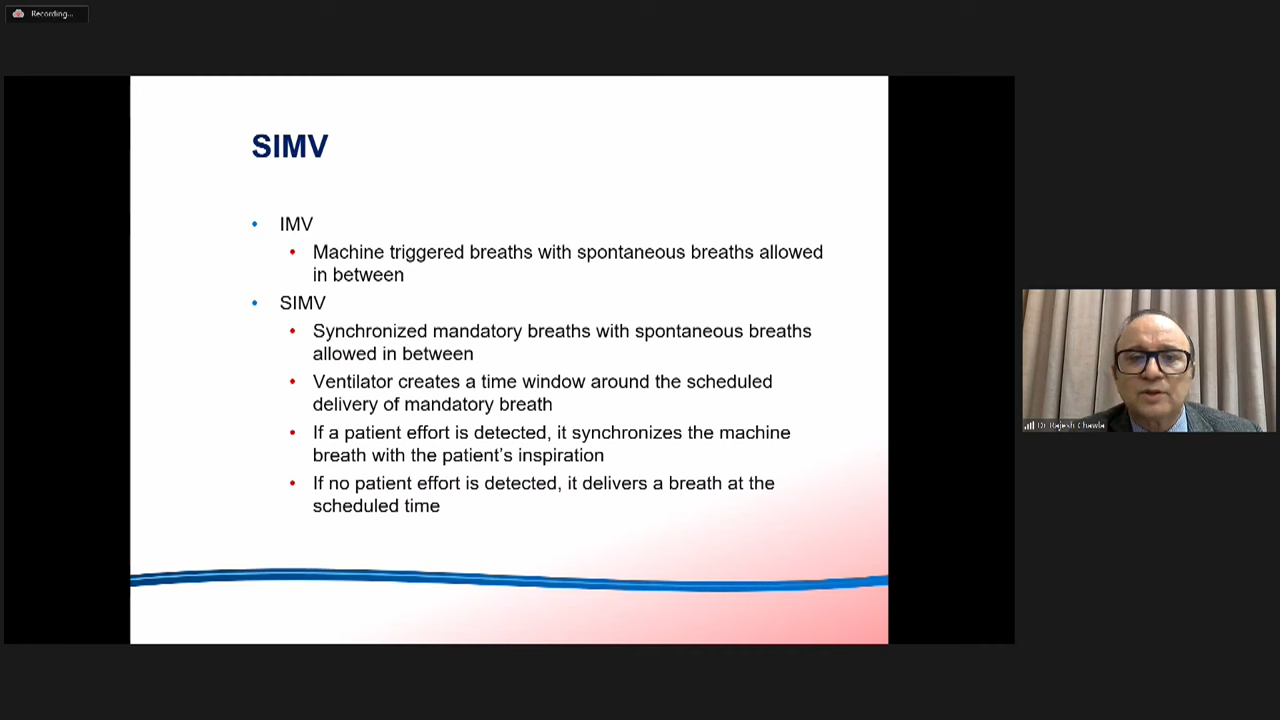 Recording...
SIMV
• IMV
• Machine triggered breaths with spontaneous breaths allowed
in between
• SIMV
• Synchronized mandatory breaths with spontaneous breaths
allowed in between
• Ventilator creates a time window around the scheduled
delivery of mandatory breath
• If a patient effort is detected, it synchronizes the machine
breath with the patient’s inspiration
• If no patient effort is detected, it delivers a breath at the
scheduled time
Dr Rajesh Chawla